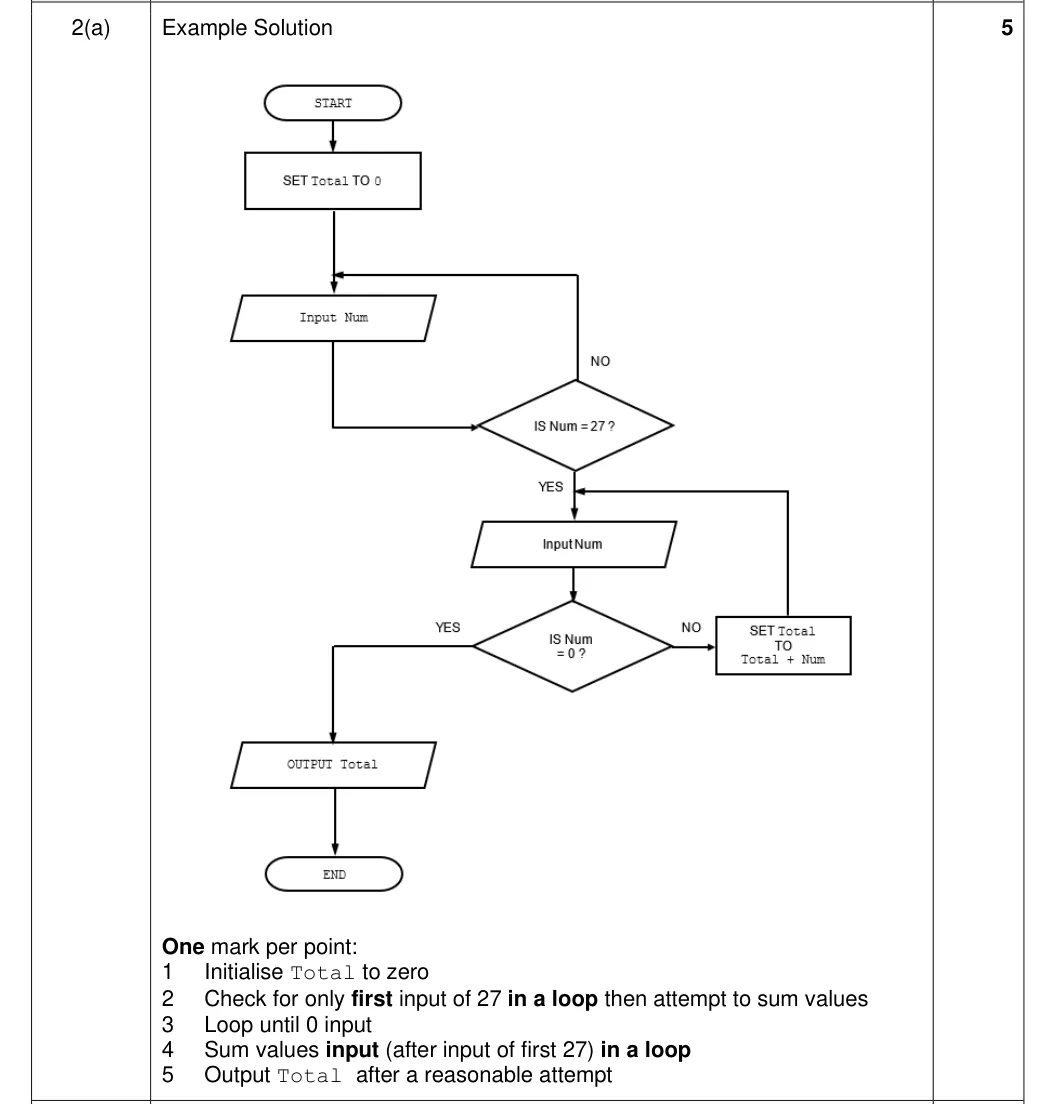 2(a) Example Solution 5
START
SET Total TO 0
Input Num
NO
IS Num = 27 ?
YES
Input Num
YES
IS Num
= 0 ?
NO
SET Total
TO
Total + Num
OUTPUT Total
END
One mark per point:
1 Initialise Total to zero
2 Check for only first input of 27 in a loop then attempt to sum values
3 Loop until 0 input
4 Sum values input (after input of first 27) in a loop
5 Output Total after a reasonable attempt